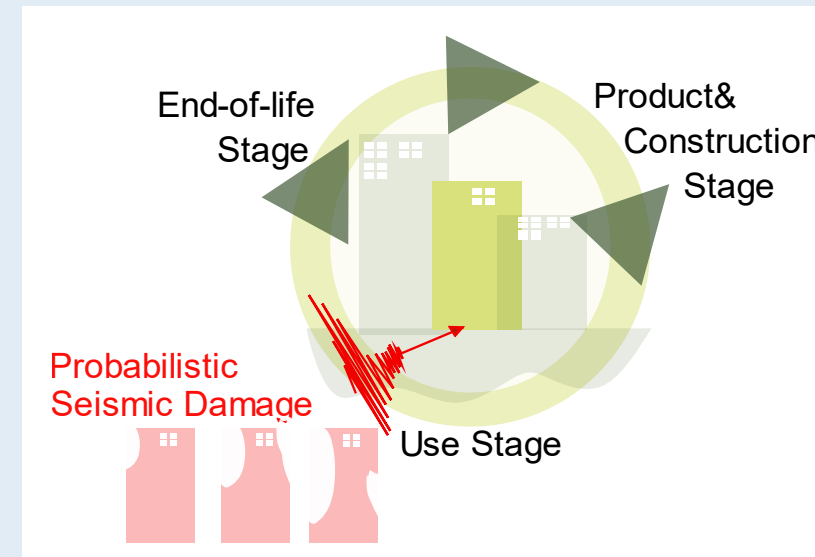 End-of-life
Stage
Product&
Construction
Stage
Probabilistic
Seismic Damage
Use Stage